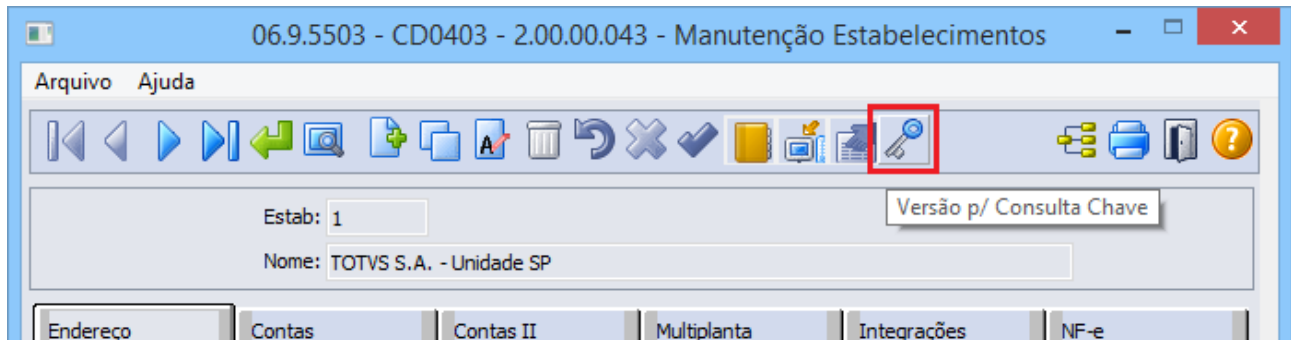 06.9.5503 - CD0403 - 2.00.00.043 - Manutenção Estabelecimentos
Arquivo Ajuda
A
?
Versão p/ Consulta Chave
Estab: 1
Nome: TOTVS S.A. - Unidade SP
Endereço Contas Contas II Multiplanta Integrações NF-e